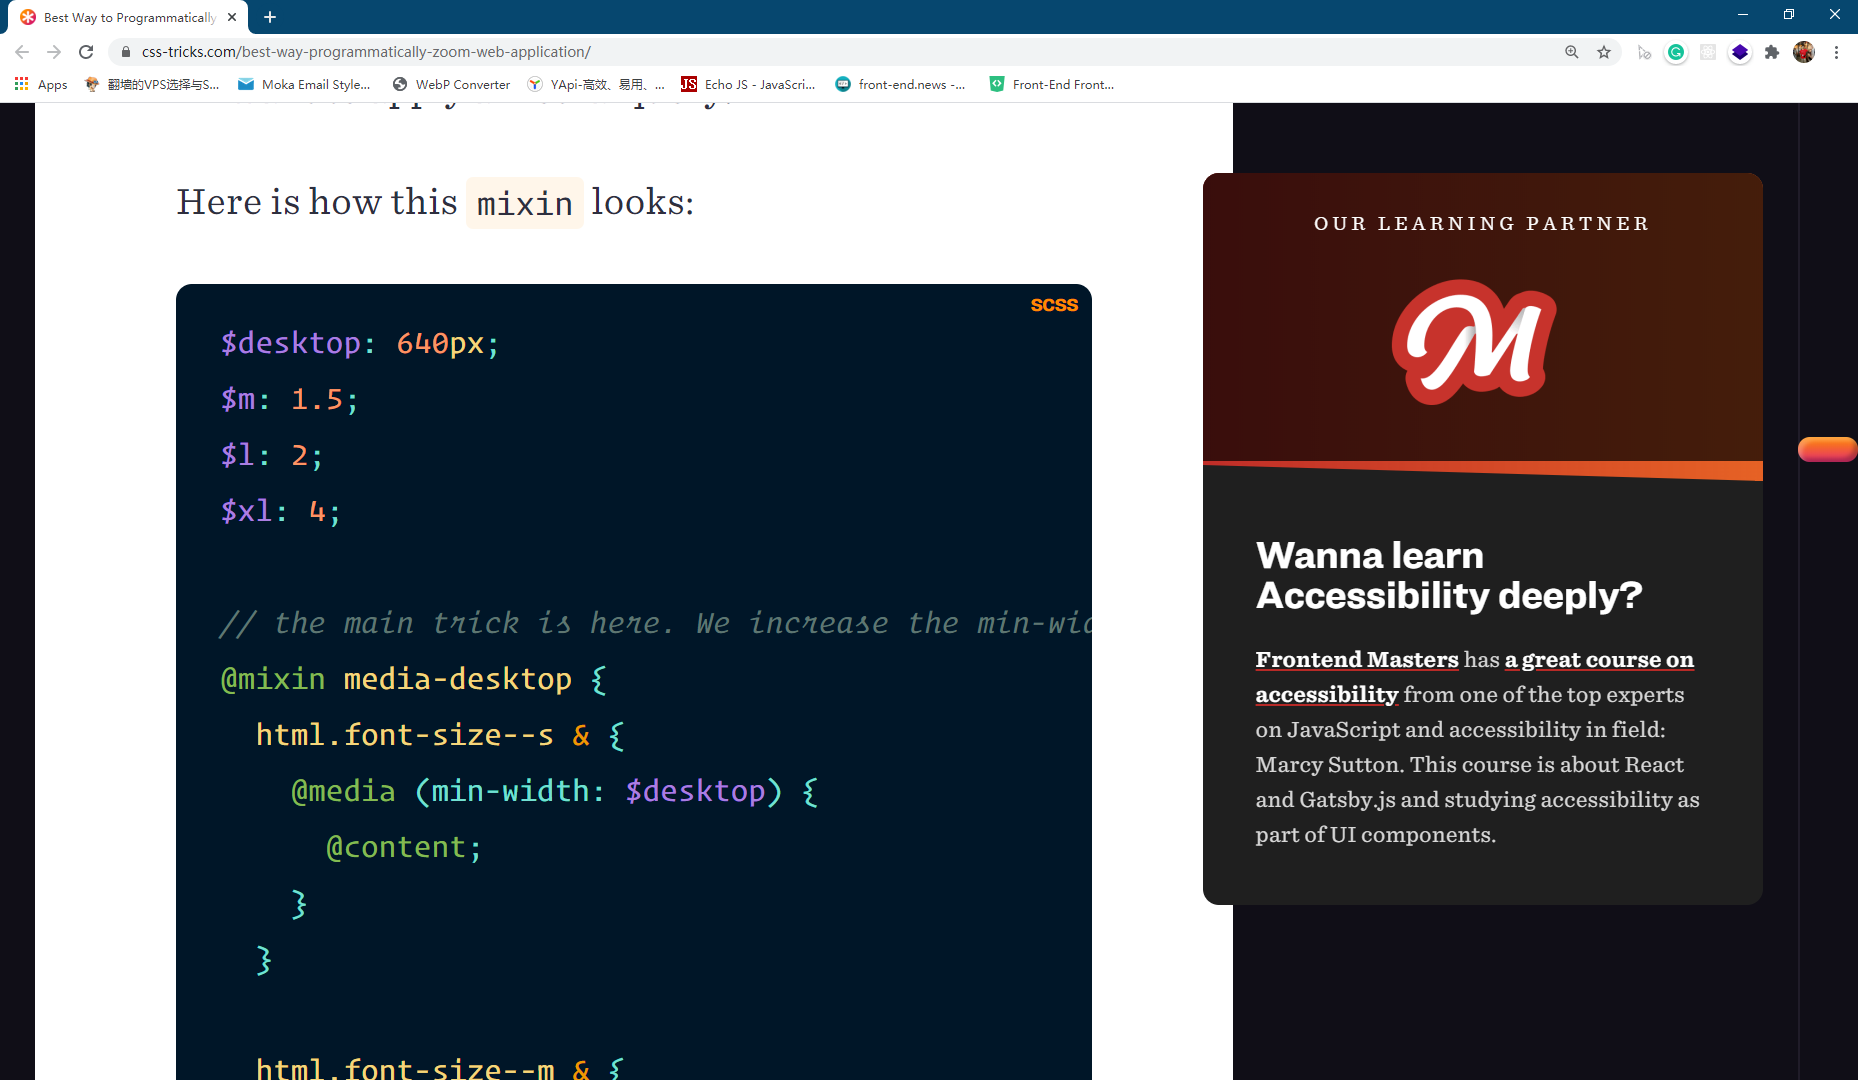 Best Way to Programmatically
css-tricks.com/best-way-programmatically-zoom-web-application/
Apps
翻墙的VPS选择与S...
Moka Email Style...
WebP Converter
YApi-高效、易用、...
JS
Echo JS - JavaScri...
front-end.news -...
Front-End Front...
Here is how this mixin looks:
scss
$desktop: 640px;
$m: 1.5;
$l: 2;
$xl: 4;
// the main trick is here. We increase the min-wid
@mixin media-desktop {
html.font-size--s & {
@media (min-width: $desktop) {
@content;
}
}
html.font-size--m & {
OUR LEARNING PARTNER
M
Wanna learn
Accessibility deeply?
Frontend Masters has a great course on
accessibility from one of the top experts
on JavaScript and accessibility in field:
Marcy Sutton. This course is about React
and Gatsby.js and studying accessibility as
part of UI components.